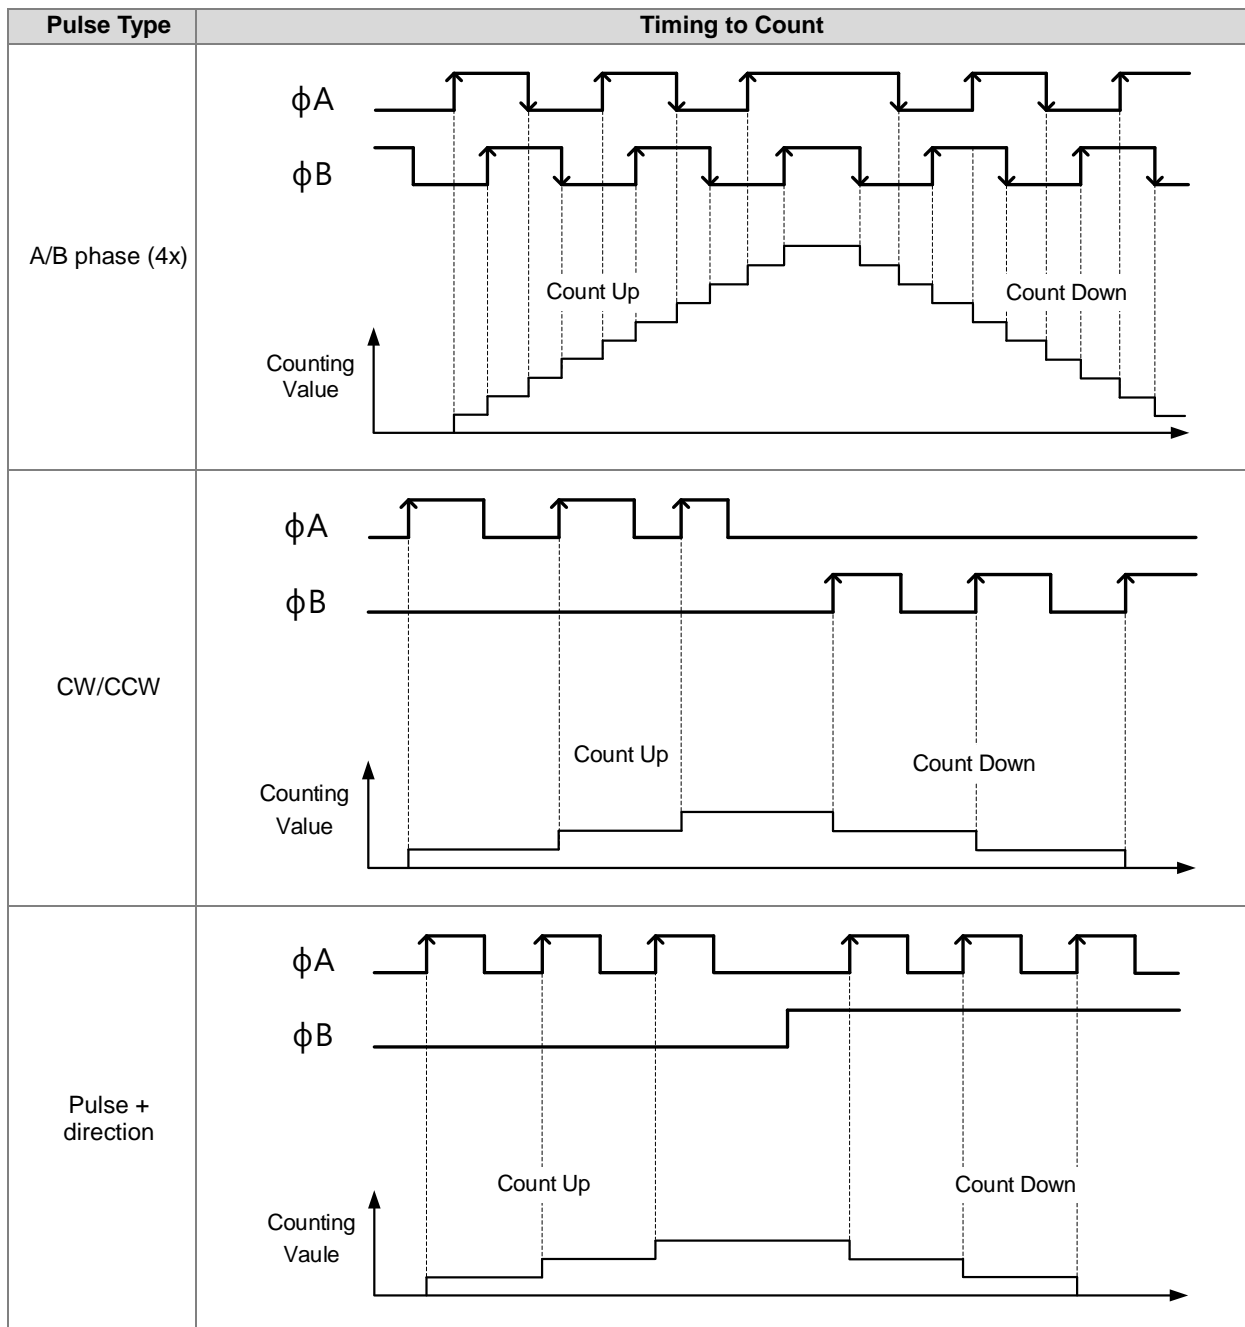 Pulse Type
Timing to Count
A/B phase (4x)
ϕA
ϕB
Count Up
Count Down
Counting
Value
CW/CCW
ϕA
ϕB
Count Up
Count Down
Counting
Value
Pulse +
direction
ϕA
ϕB
Count Up
Count Down
Counting
Vaule